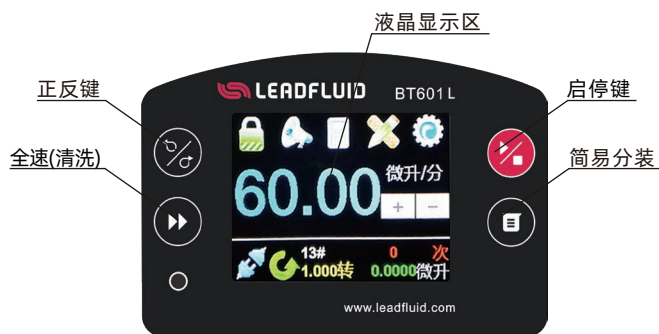 液晶显示区
LEADFLUID
BT601L
正反键
启停键
全速(清洗)
简易分装
60.00
微升/分
+ -
13# 0 次
1.000转 0.0000微升
www.leadfluid.com